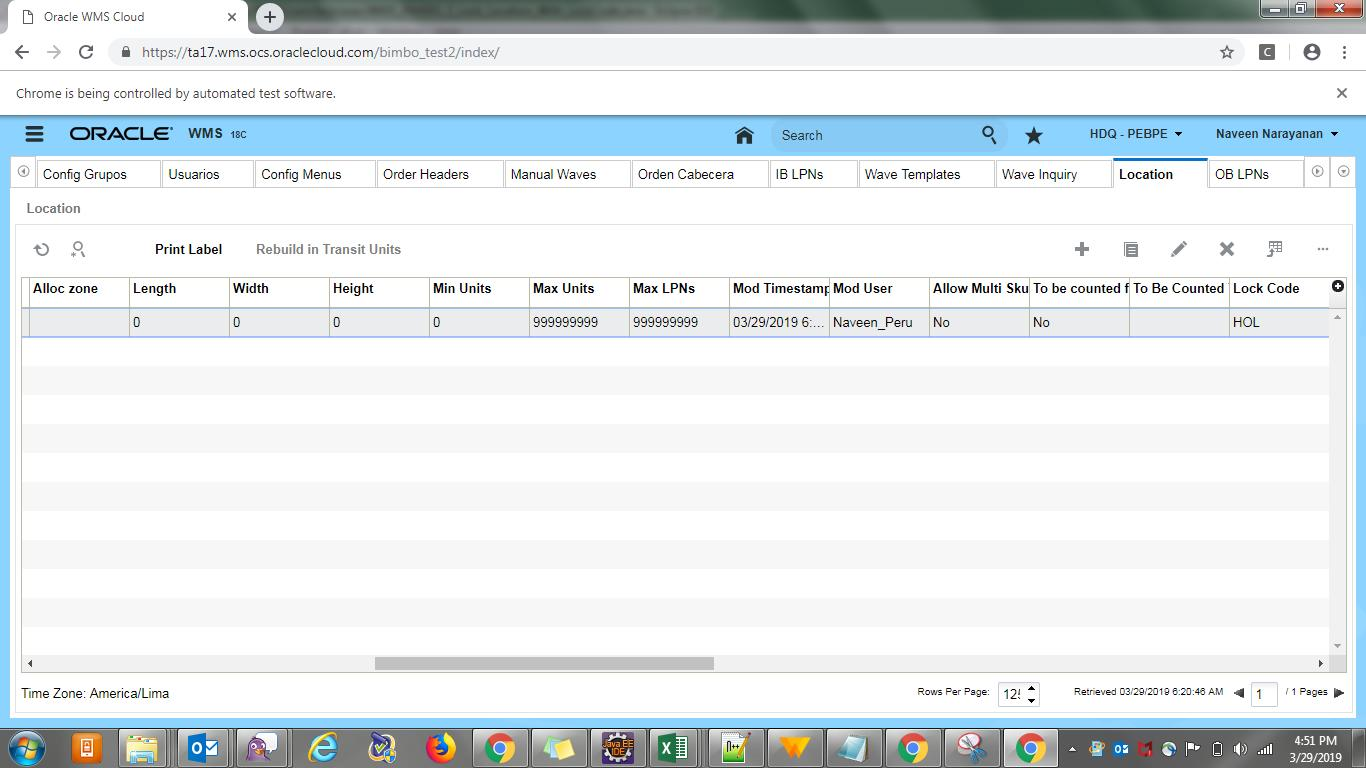 Oracle WMS Cloud
https://ta17.wms.ocs.oraclecloud.com/bimbo_test2/index/
C
Chrome is being controlled by automated test software.
ORACLE WMS 18C
Search
HDQ - PEBPE
Naveen Narayanan
Config Grupos
Usuarios
Config Menus
Order Headers
Manual Waves
Orden Cabecera
IB LPNs
Wave Templates
Wave Inquiry
Location
OB LPNs
Location
Print Label
Rebuild in Transit Units
Alloc zone
Length
Width
Height
Min Units
Max Units
Max LPNs
Mod Timestamp
Mod User
Allow Multi Sku
To be counted f
To Be Counted
Lock Code
0
0
0
0
999999999
999999999
03/29/2019 6:...
Naveen_Peru
No
No
HOL
Time Zone: America/Lima
Rows Per Page:
Retrieved 03/29/2019 6:20:46 AM
1
/ 1 Pages
Java EE
IDE
4:51 PM
3/29/2019